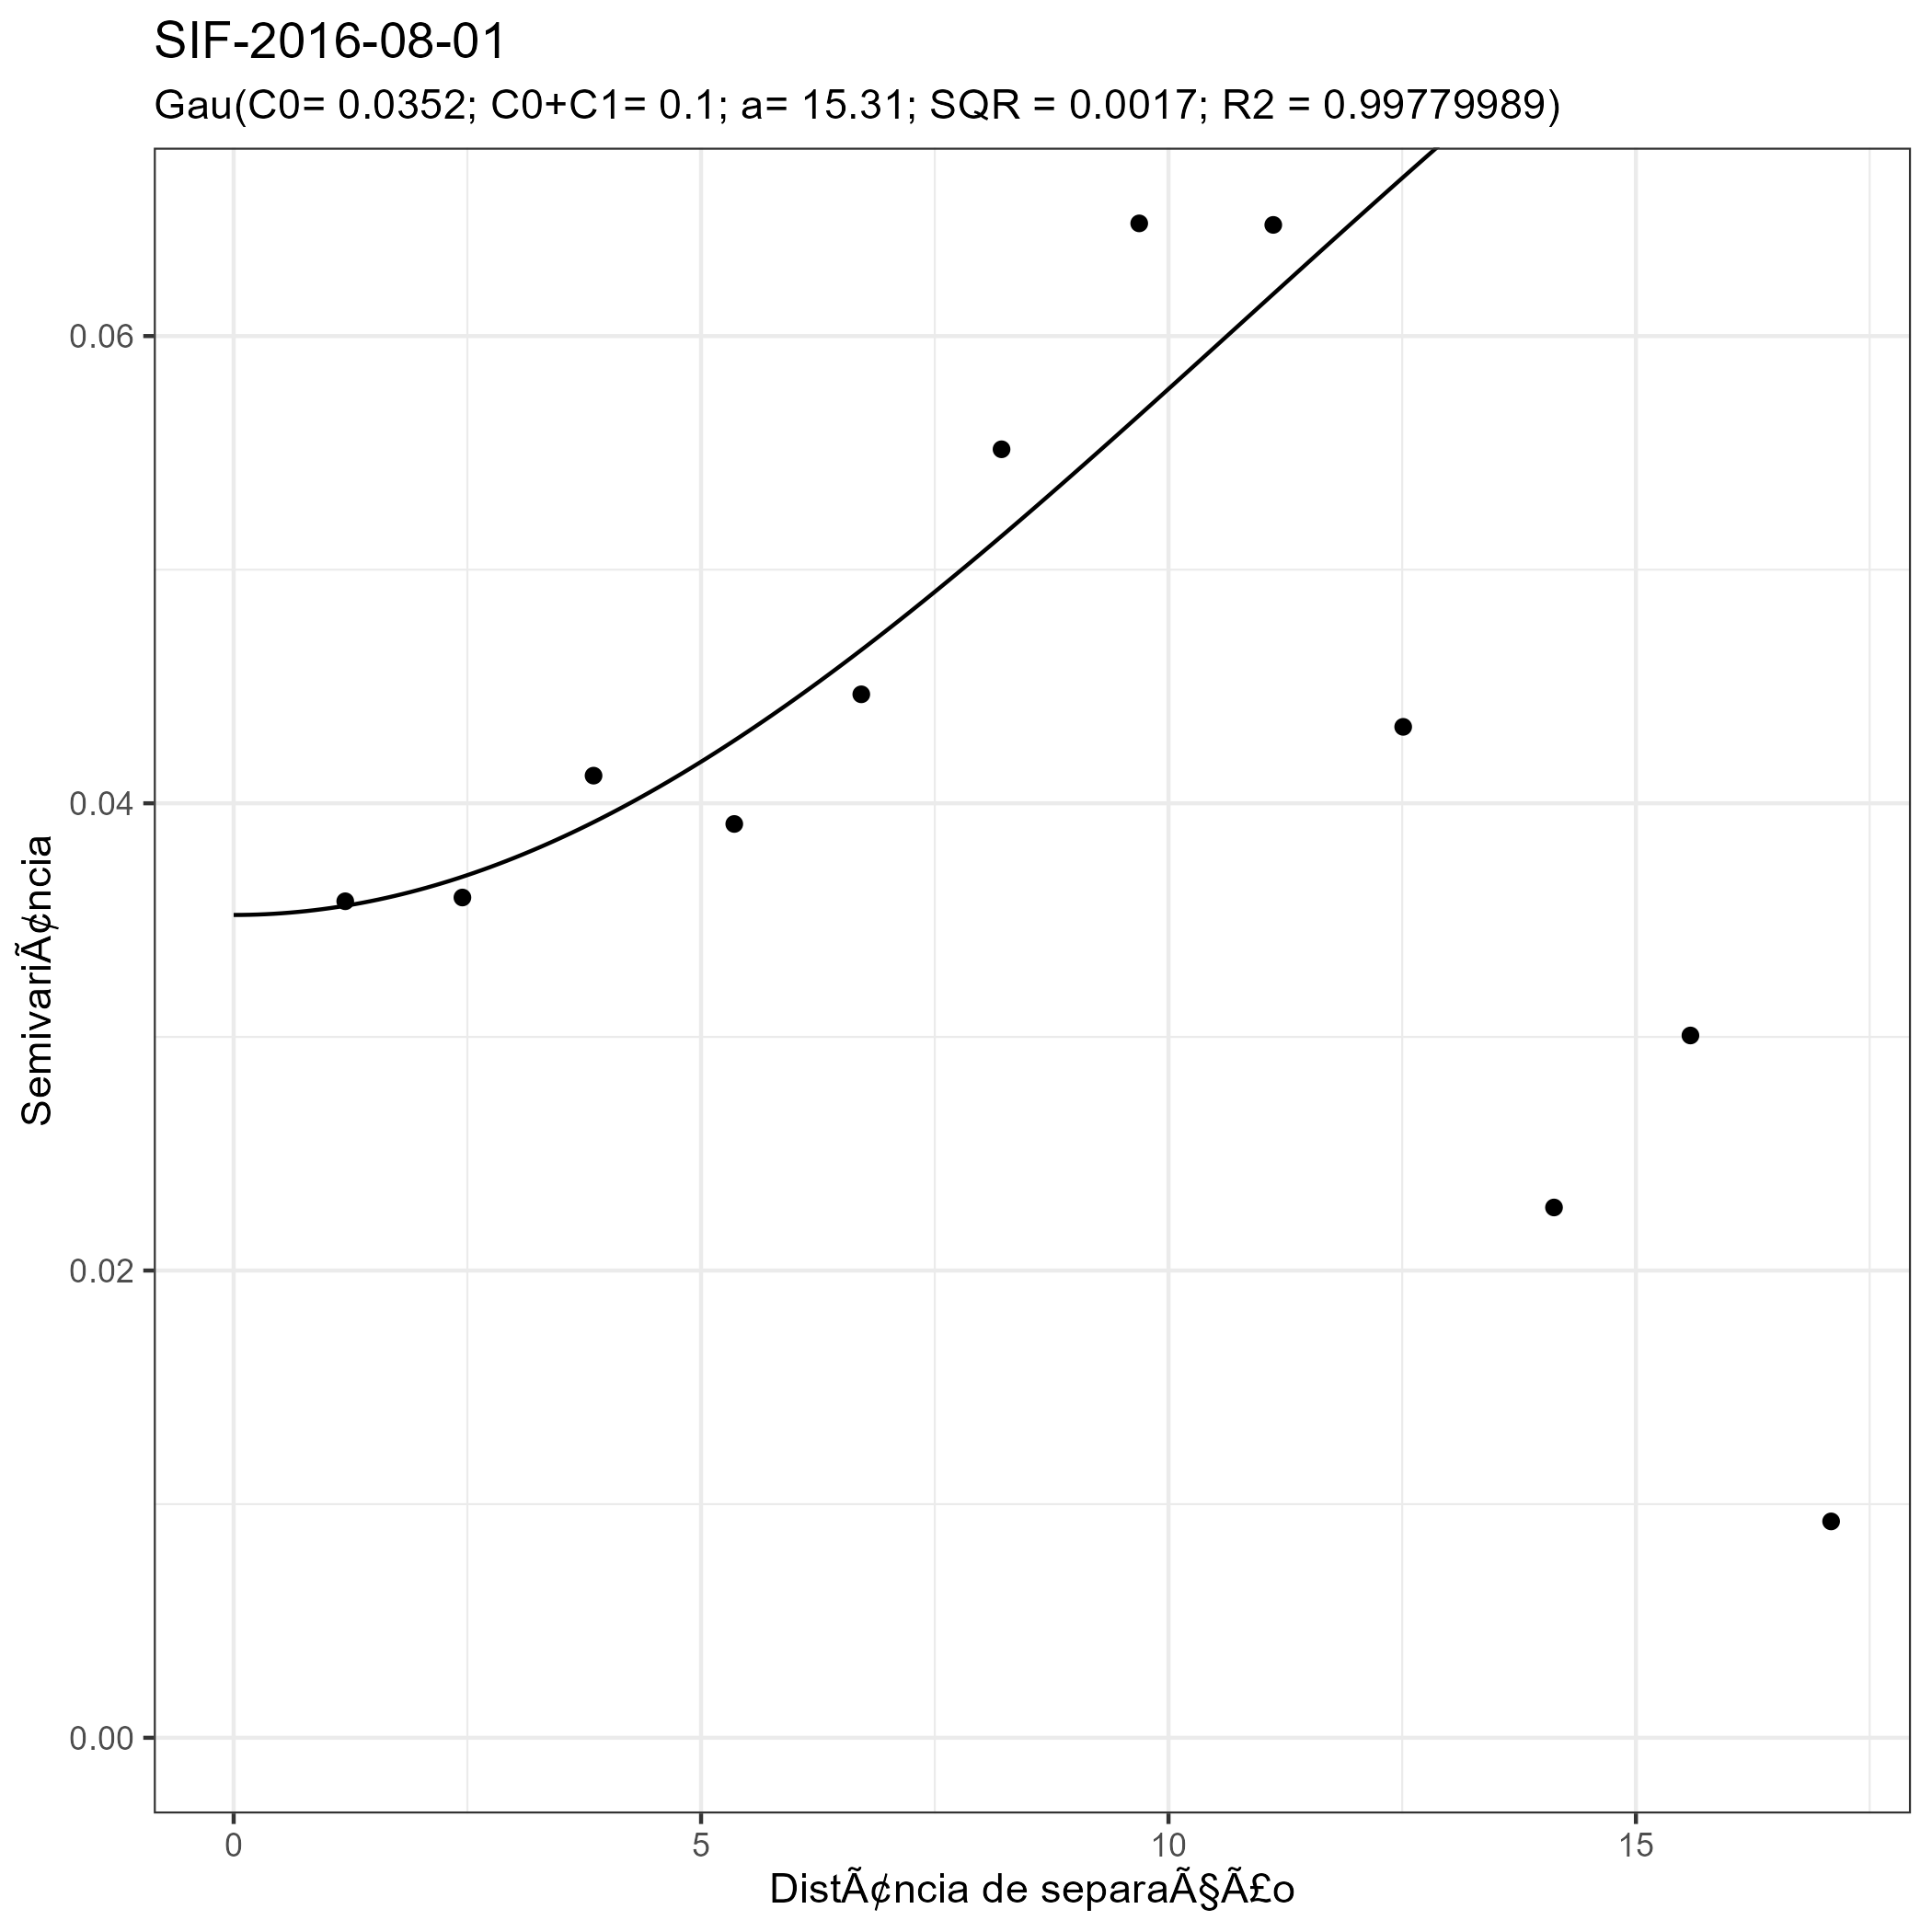 SIF-2016-08-01
Gau(C0= 0.0352; C0+C1= 0.1; a= 15.31; SQR = 0.0017; R2 = 0.99779989)
SemivariÃ¢ncia
0.06
0.04
0.02
0.00
0 5 10 15
DistÃ¢ncia de separaÃ§Ã£o